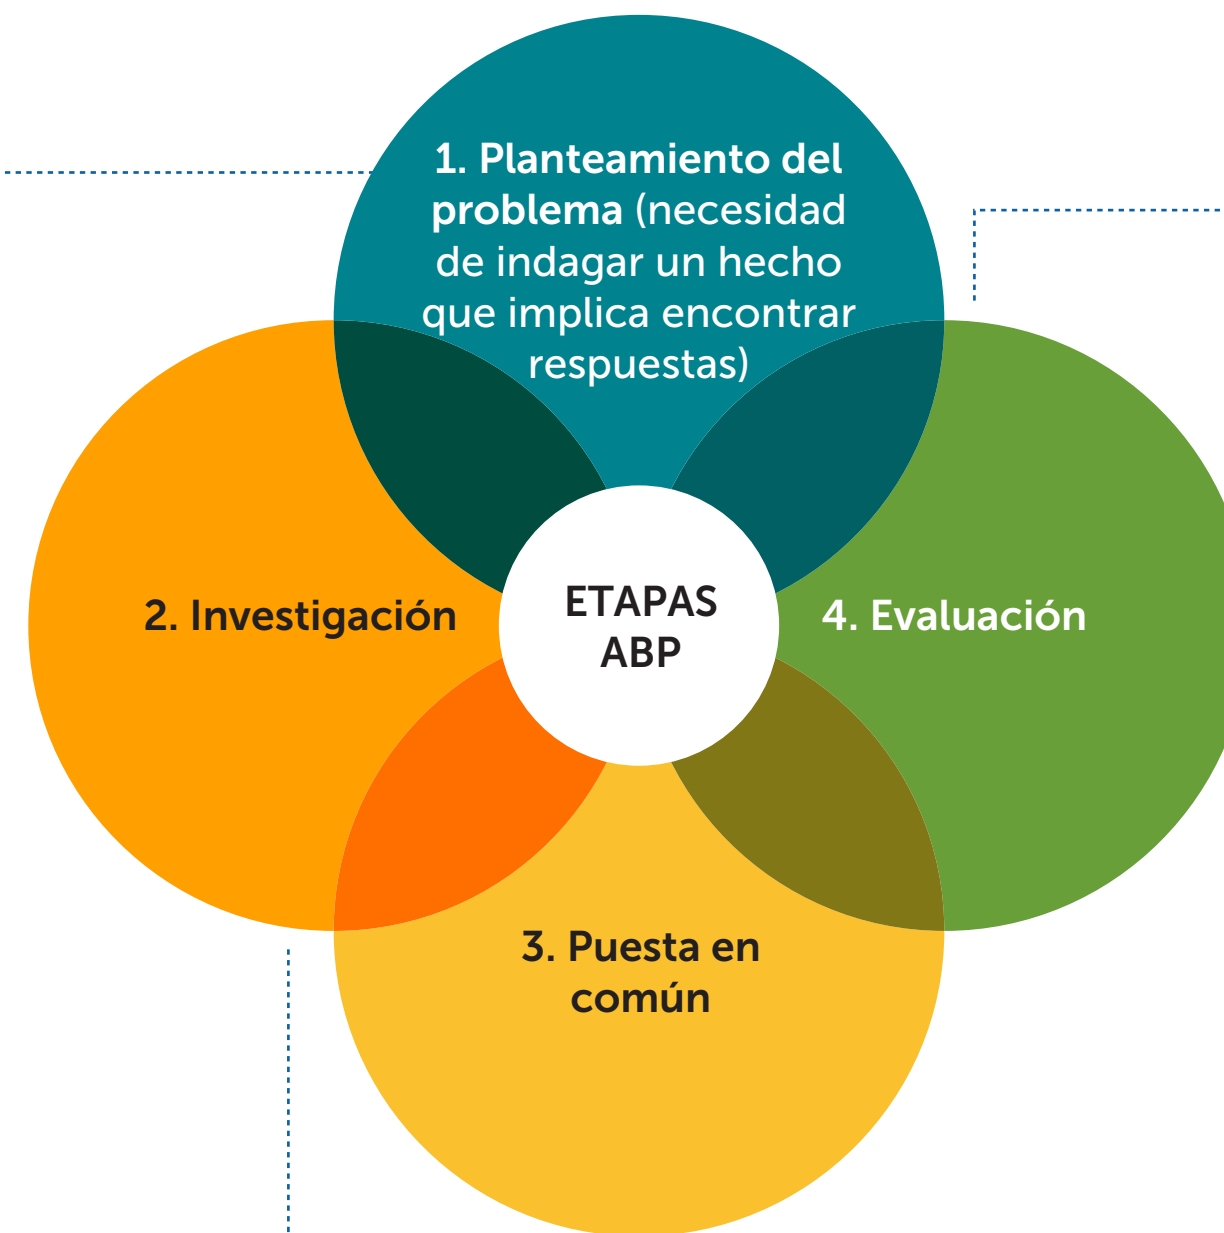 1. Planteamiento del
problema (necesidad
de indagar un hecho
que implica encontrar
respuestas)
2. Investigación
ETAPAS
ABP
4. Evaluación
3. Puesta en
común